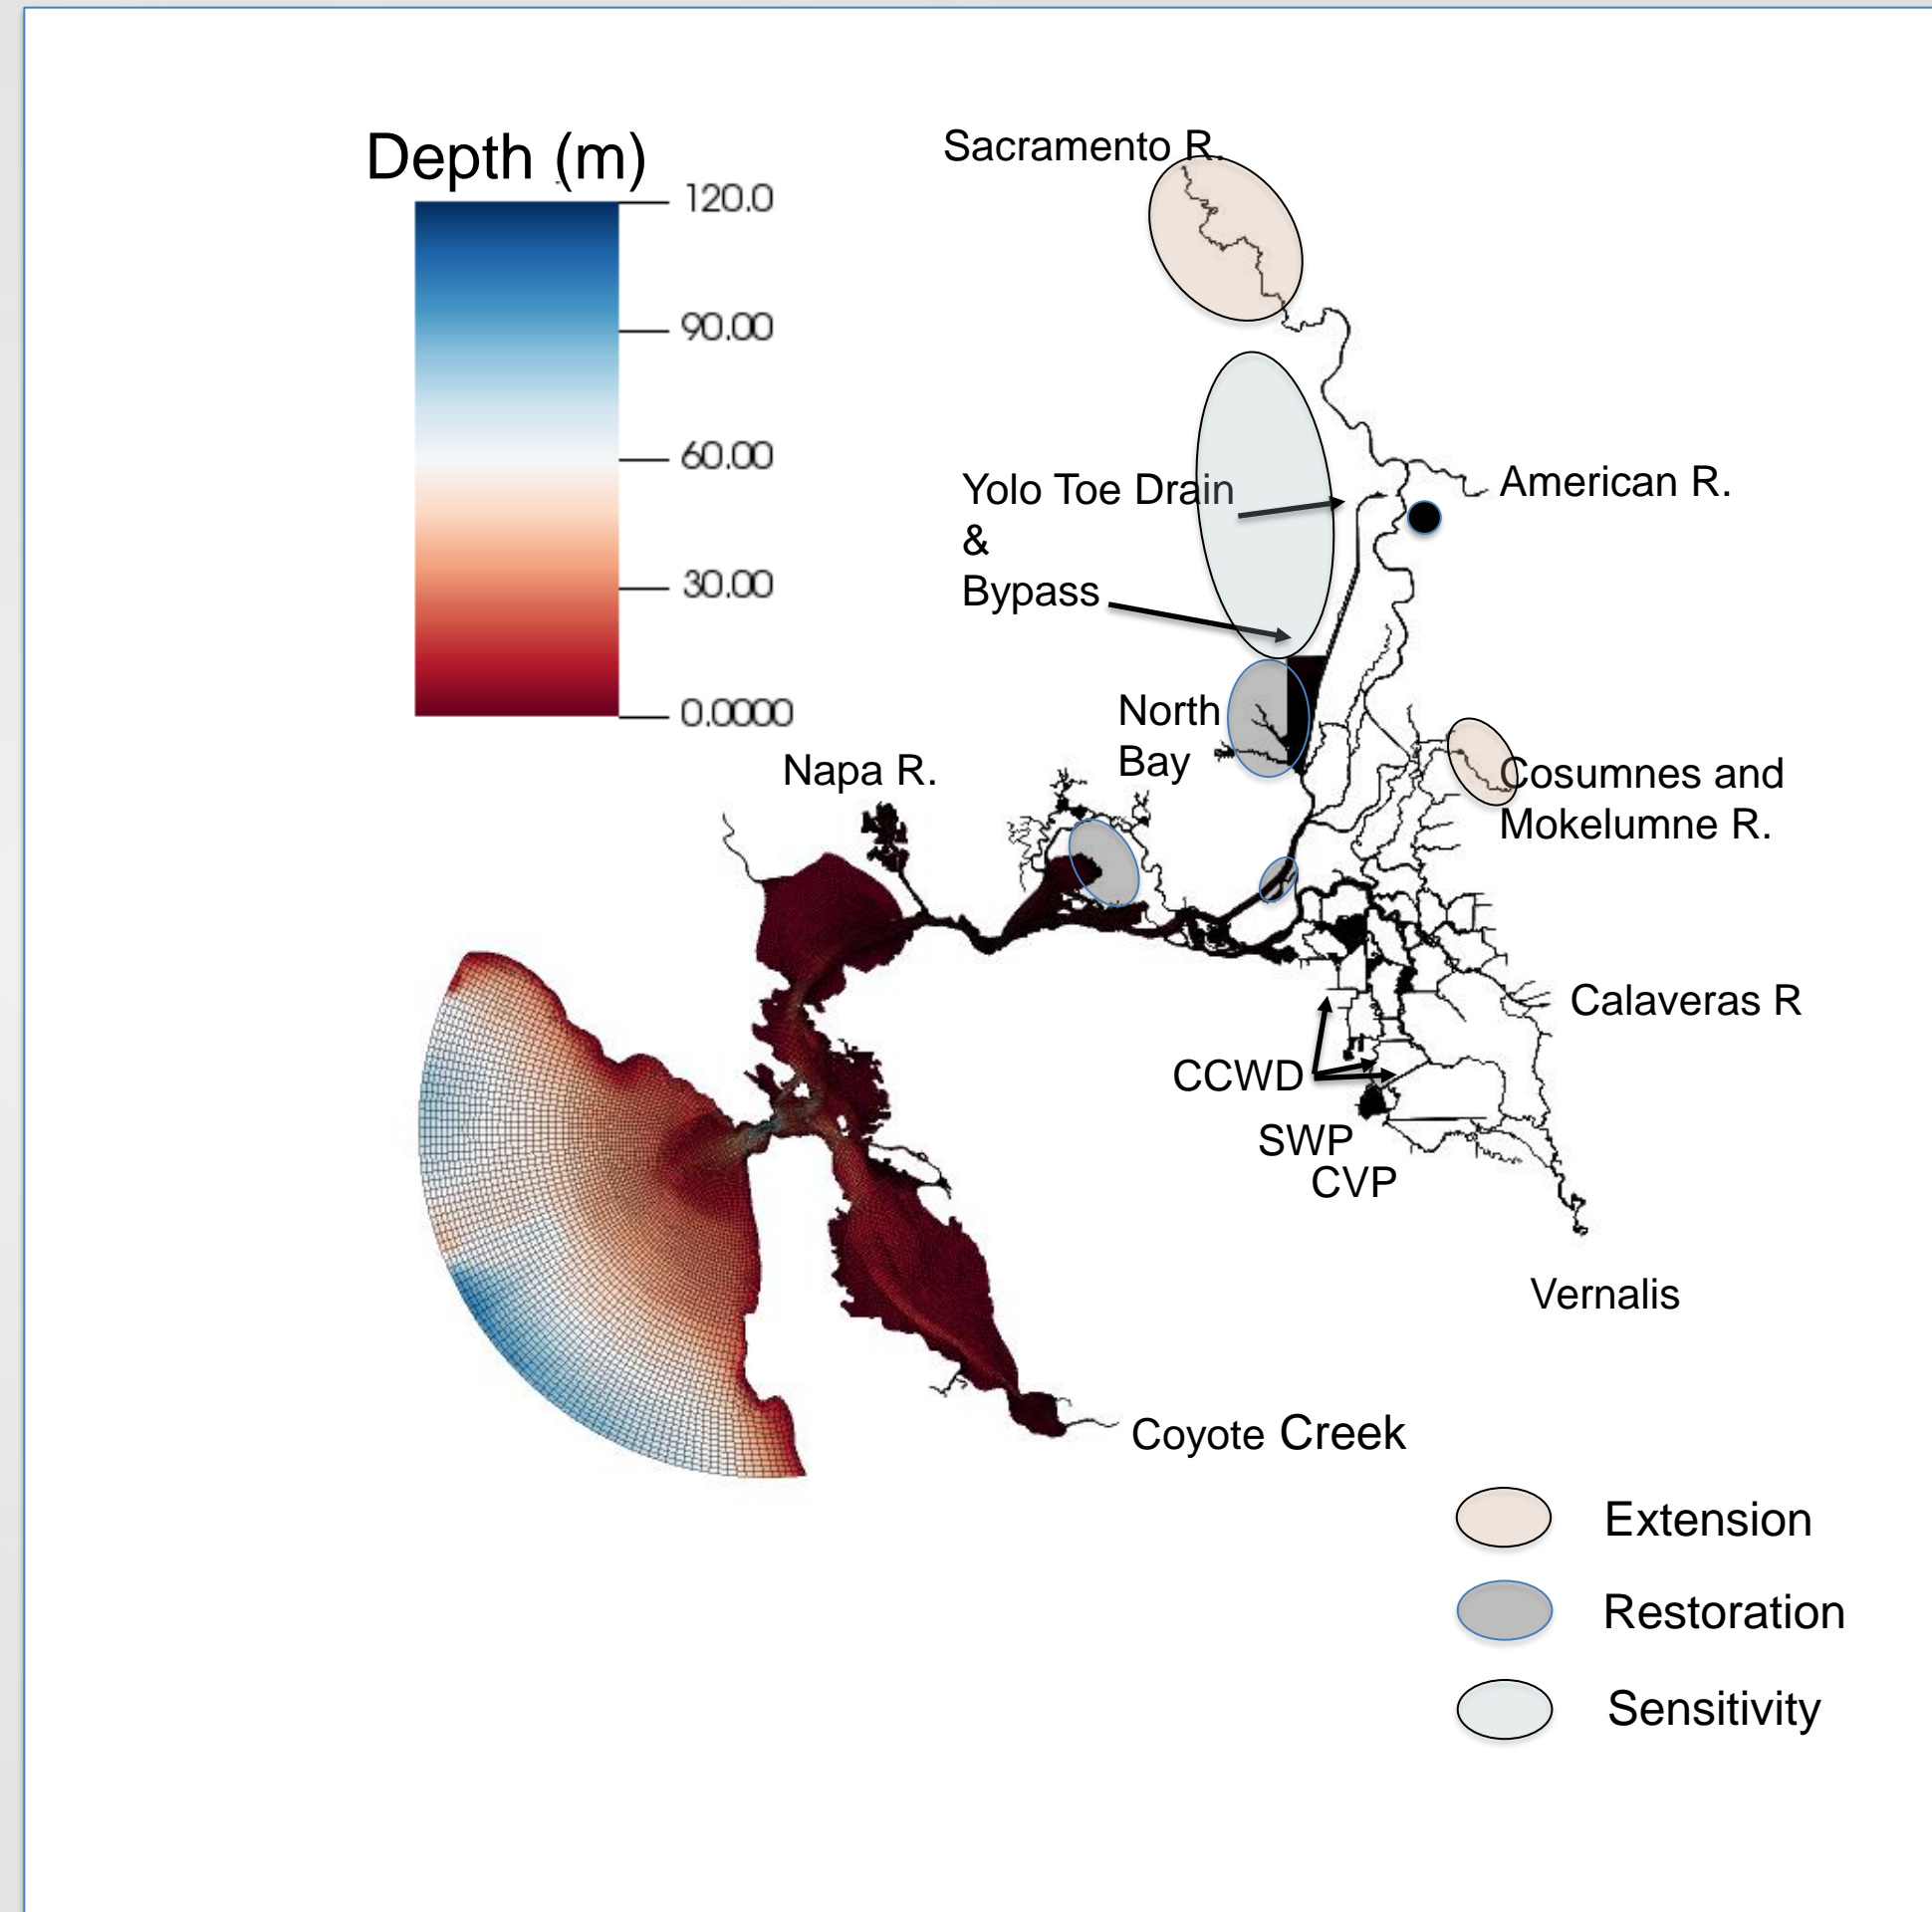 Depth (m)
120.0
90.00
60.00
30.00
0.0000
Sacramento R.
American R.
Yolo Toe Drain
&
Bypass
North
Bay
Napa R.
Cosumnes and
Mokelumne R.
Calaveras R
CCWD
SWP
CVP
Vernalis
Coyote Creek
Extension
Restoration
Sensitivity